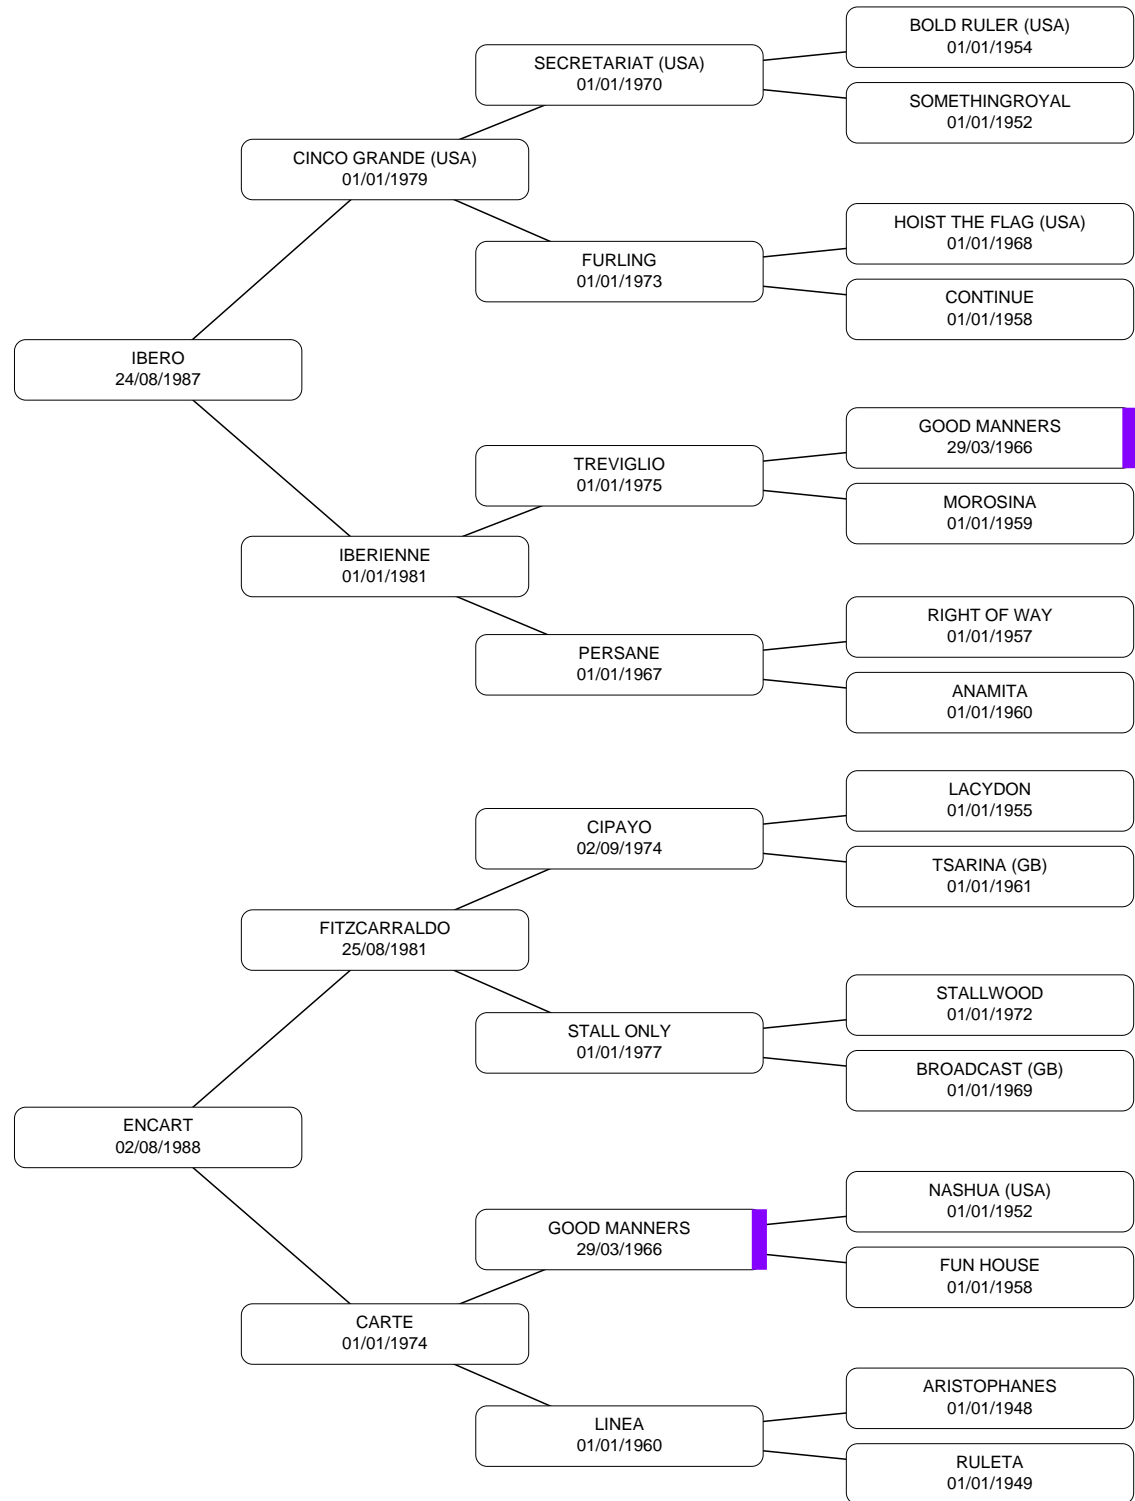 BOLD RULER (USA)
01/01/1954
SECRETARIAT (USA)
01/01/1970
SOMETHINGROYAL
01/01/1952
CINCO GRANDE (USA)
01/01/1979
HOIST THE FLAG (USA)
01/01/1968
FURLING
01/01/1973
CONTINUE
01/01/1958
IBERO
24/08/1987
GOOD MANNERS
29/03/1966
TREVIGLIO
01/01/1975
MOROSINA
01/01/1959
IBERIENNE
01/01/1981
RIGHT OF WAY
01/01/1957
PERSANE
01/01/1967
ANAMITA
01/01/1960
LACYDON
01/01/1955
CIPAYO
02/09/1974
TSARINA (GB)
01/01/1961
FITZCARRALDO
25/08/1981
STALLWOOD
01/01/1972
STALL ONLY
01/01/1977
BROADCAST (GB)
01/01/1969
ENCART
02/08/1988
NASHUA (USA)
01/01/1952
GOOD MANNERS
29/03/1966
FUN HOUSE
01/01/1958
CARTE
01/01/1974
ARISTOPHANES
01/01/1948
LINEA
01/01/1960
RULETA
01/01/1949